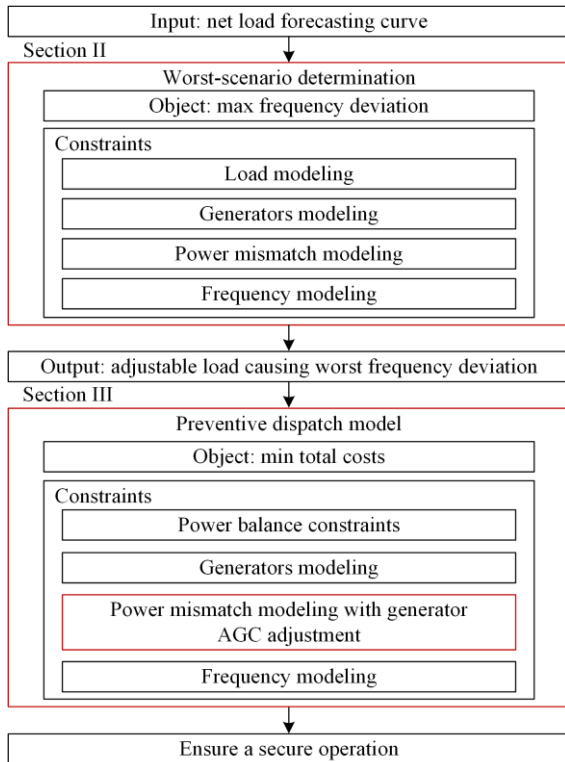 Input: net load forecasting curve
Section II
Worst-scenario determination
Object: max frequency deviation
Constraints
Load modeling
Generators modeling
Power mismatch modeling
Frequency modeling
Output: adjustable load causing worst frequency deviation
Section III
Preventive dispatch model
Object: min total costs
Constraints
Power balance constraints
Generators modeling
Power mismatch modeling with generator
AGC adjustment
Frequency modeling
Ensure a secure operation